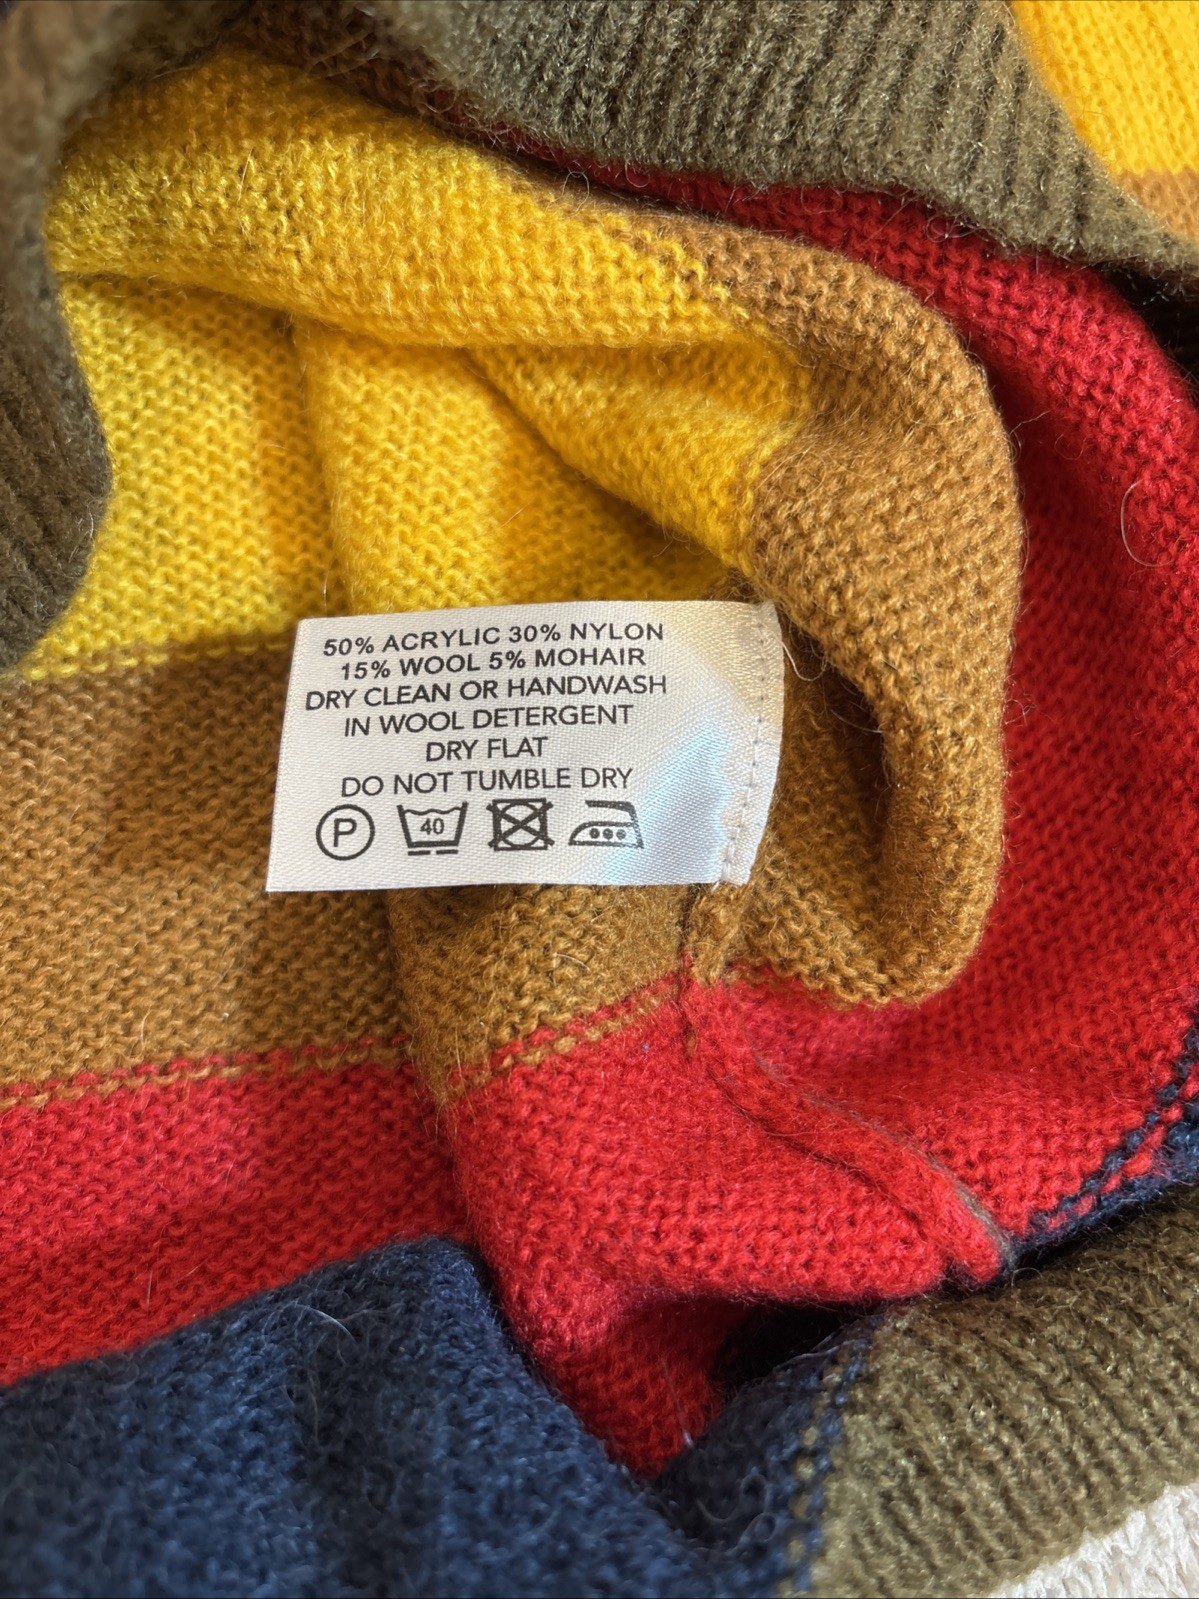 50% ACRYLIC 30% NYLON
15% WOOL 5% MOHAIR
DRY CLEAN OR HANDWASH
IN WOOL DETERGENT
DRY FLAT
DO NOT TUMBLE DRY
P 40